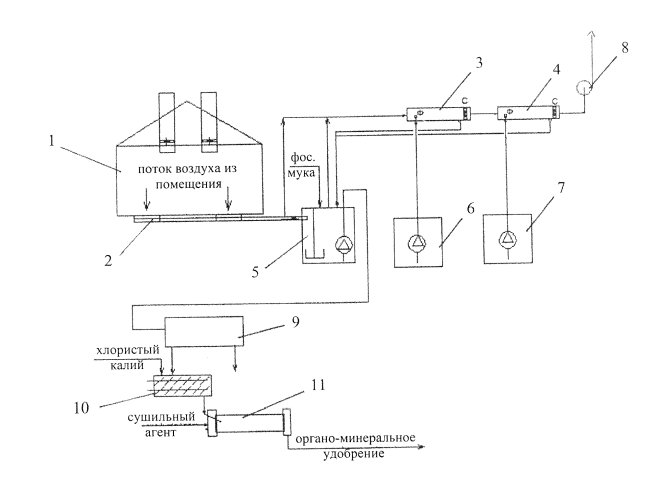 1
поток воздуха из
помещения
2
фос.
мука
5
3
С
4
С
8
6
7
9
хлористый
калий
10
сушильный
агент
11
органо-минеральное
удобрение